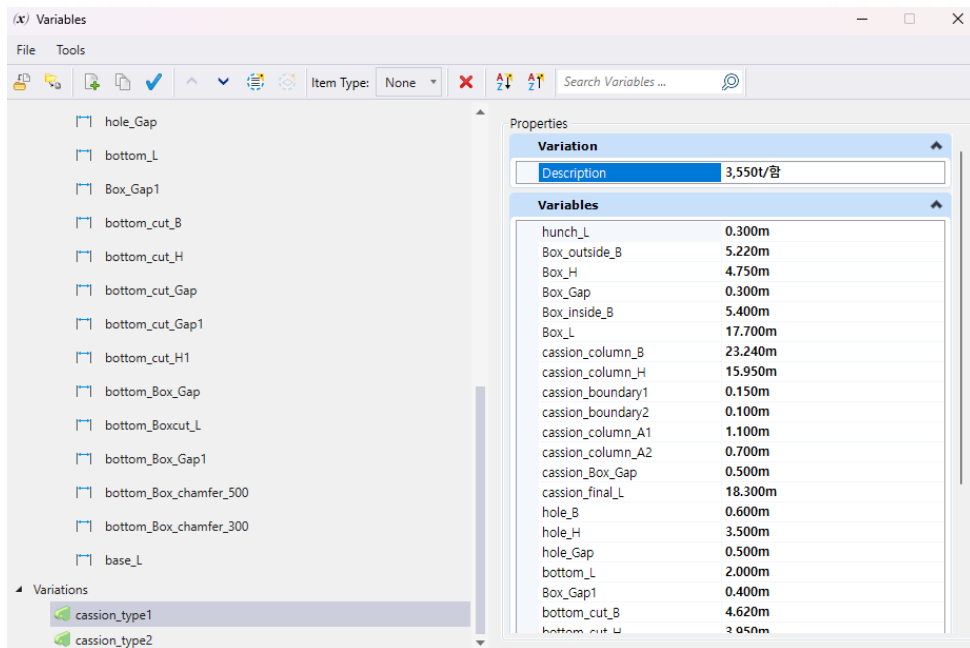 (x) Variables
File Tools
Item Type: None Search Variables ...
hole_Gap
bottom_L
Box_Gap1
bottom_cut_B
bottom_cut_H
bottom_cut_Gap
bottom_cut_Gap1
bottom_cut_H1
bottom_Box_Gap
bottom_Boxcut_L
bottom_Box_Gap1
bottom_Box_chamfer_500
bottom_Box_chamfer_300
base_L
Variations
cassion_type1
cassion_type2
Properties
Variation
Description 3,550t/함
Variables
hunch_L 0.300m
Box_outside_B 5.220m
Box_H 4.750m
Box_Gap 0.300m
Box_inside_B 5.400m
Box_L 17.700m
cassion_column_B 23.240m
cassion_column_H 15.950m
cassion_boundary1 0.150m
cassion_boundary2 0.100m
cassion_column_A1 1.100m
cassion_column_A2 0.700m
cassion_Box_Gap 0.500m
cassion_final_L 18.300m
hole_B 0.600m
hole_H 3.500m
hole_Gap 0.500m
bottom_L 2.000m
Box_Gap1 0.400m
bottom_cut_B 4.620m
bottom_cut_H 3.950m